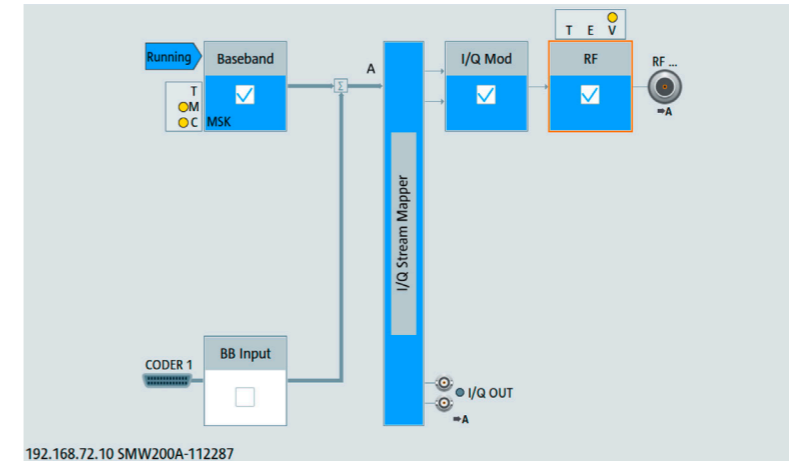 T E V
Running
Baseband
A
I/Q Mod
RF
RF ...
T
M
C
MSK
Σ
➡A
I/Q Stream Mapper
BB Input
CODER 1
I/Q OUT
➡A
192.168.72.10 SMW200A-112287